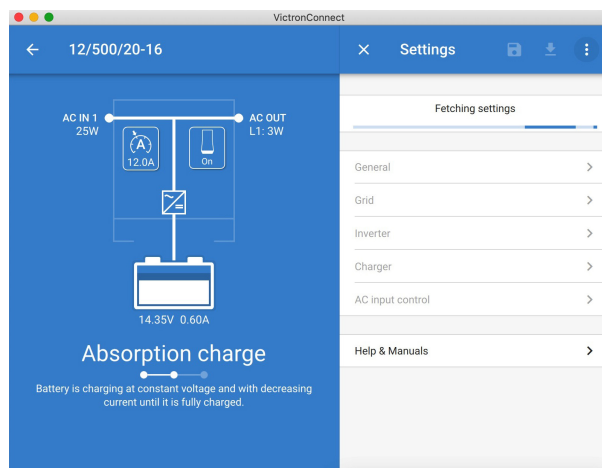 VictronConnect
12/500/20-16
AC IN 1
25W
A
12.0A
On
AC OUT
L1: 3W
14.35V 0.60A
Absorption charge
Battery is charging at constant voltage and with decreasing
current until it is fully charged.
Settings
Fetching settings
General
Grid
Inverter
Charger
AC input control
Help & Manuals